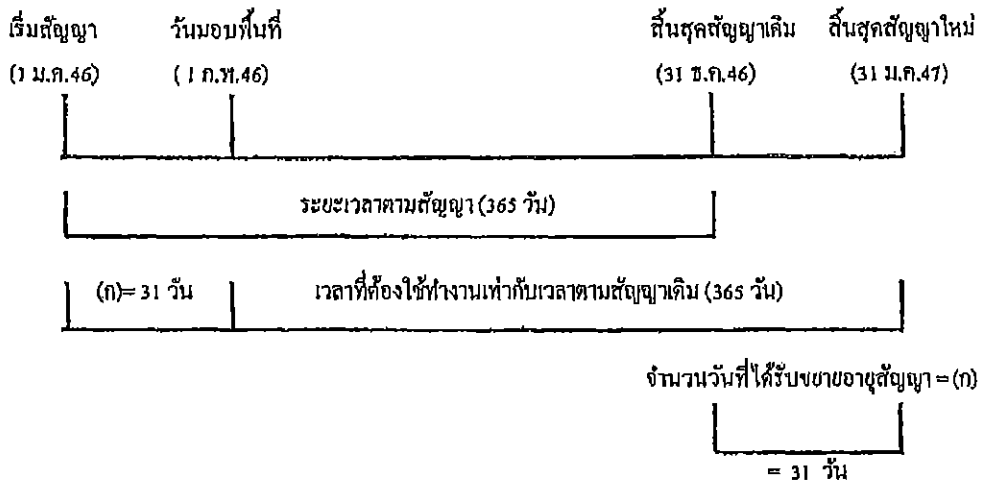 เริ่มสัญญา วันมอบพื้นที่ สิ้นสุดสัญญาเดิม สิ้นสุดสัญญาใหม่
(1 ม.ค.46) ( 1 ก.พ.46) (31 ธ.ค.46) (31 ม.ค.47)
ระยะเวลาตามสัญญา (365 วัน)
(ก)= 31 วัน เวลาที่ต้องใช้ทำงานเท่ากับเวลาตามสัญญาเดิม (365 วัน)
จำนวนวันที่ได้รับขยายอายุสัญญา = (ก)
= 31 วัน